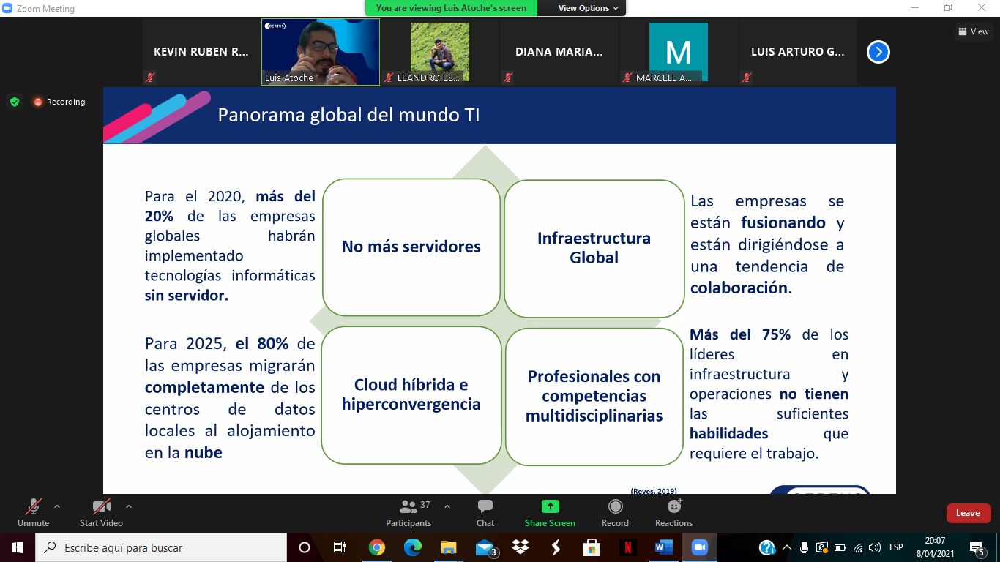 Zoom Meeting
You are viewing Luis Atoche's screen
View Options
View
KEVIN RUBEN R...
CERTUS
Luis Atoche
LEANDRO ES...
DIANA MARIA...
M
MARCELL A...
LUIS ARTURO G...
Recording
Panorama global del mundo TI
Para el 2020, más del
20% de las empresas
globales habrán
implementado
tecnologías informáticas
sin servidor.
No más servidores
Infraestructura
Global
Las empresas se
están fusionando y
están dirigiéndose a
una tendencia de
colaboración.
Para 2025, el 80% de
las empresas migrarán
completamente de los
centros de datos
locales al alojamiento
en la nube
Cloud híbrida e
hiperconvergencia
Profesionales con
competencias
multidisciplinarias
Más del 75% de los
líderes en
infraestructura y
operaciones no tienen
las suficientes
habilidades que
requiere el trabajo.
(Reyes, 2019)
CERTUS
Unmute
Start Video
37
Participants
Chat
Share Screen
Record
Reactions
Leave
Escribe aquí para buscar
3
N
ESP
20:07
8/04/2021
5